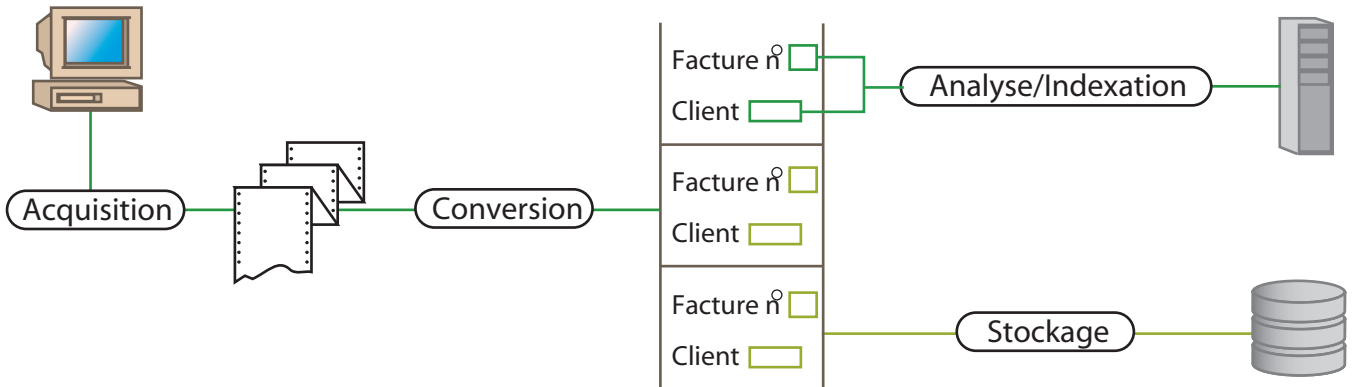 Acquisition
Conversion
Facture n°
Client
Facture n°
Client
Facture n°
Client
Analyse/Indexation
Stockage